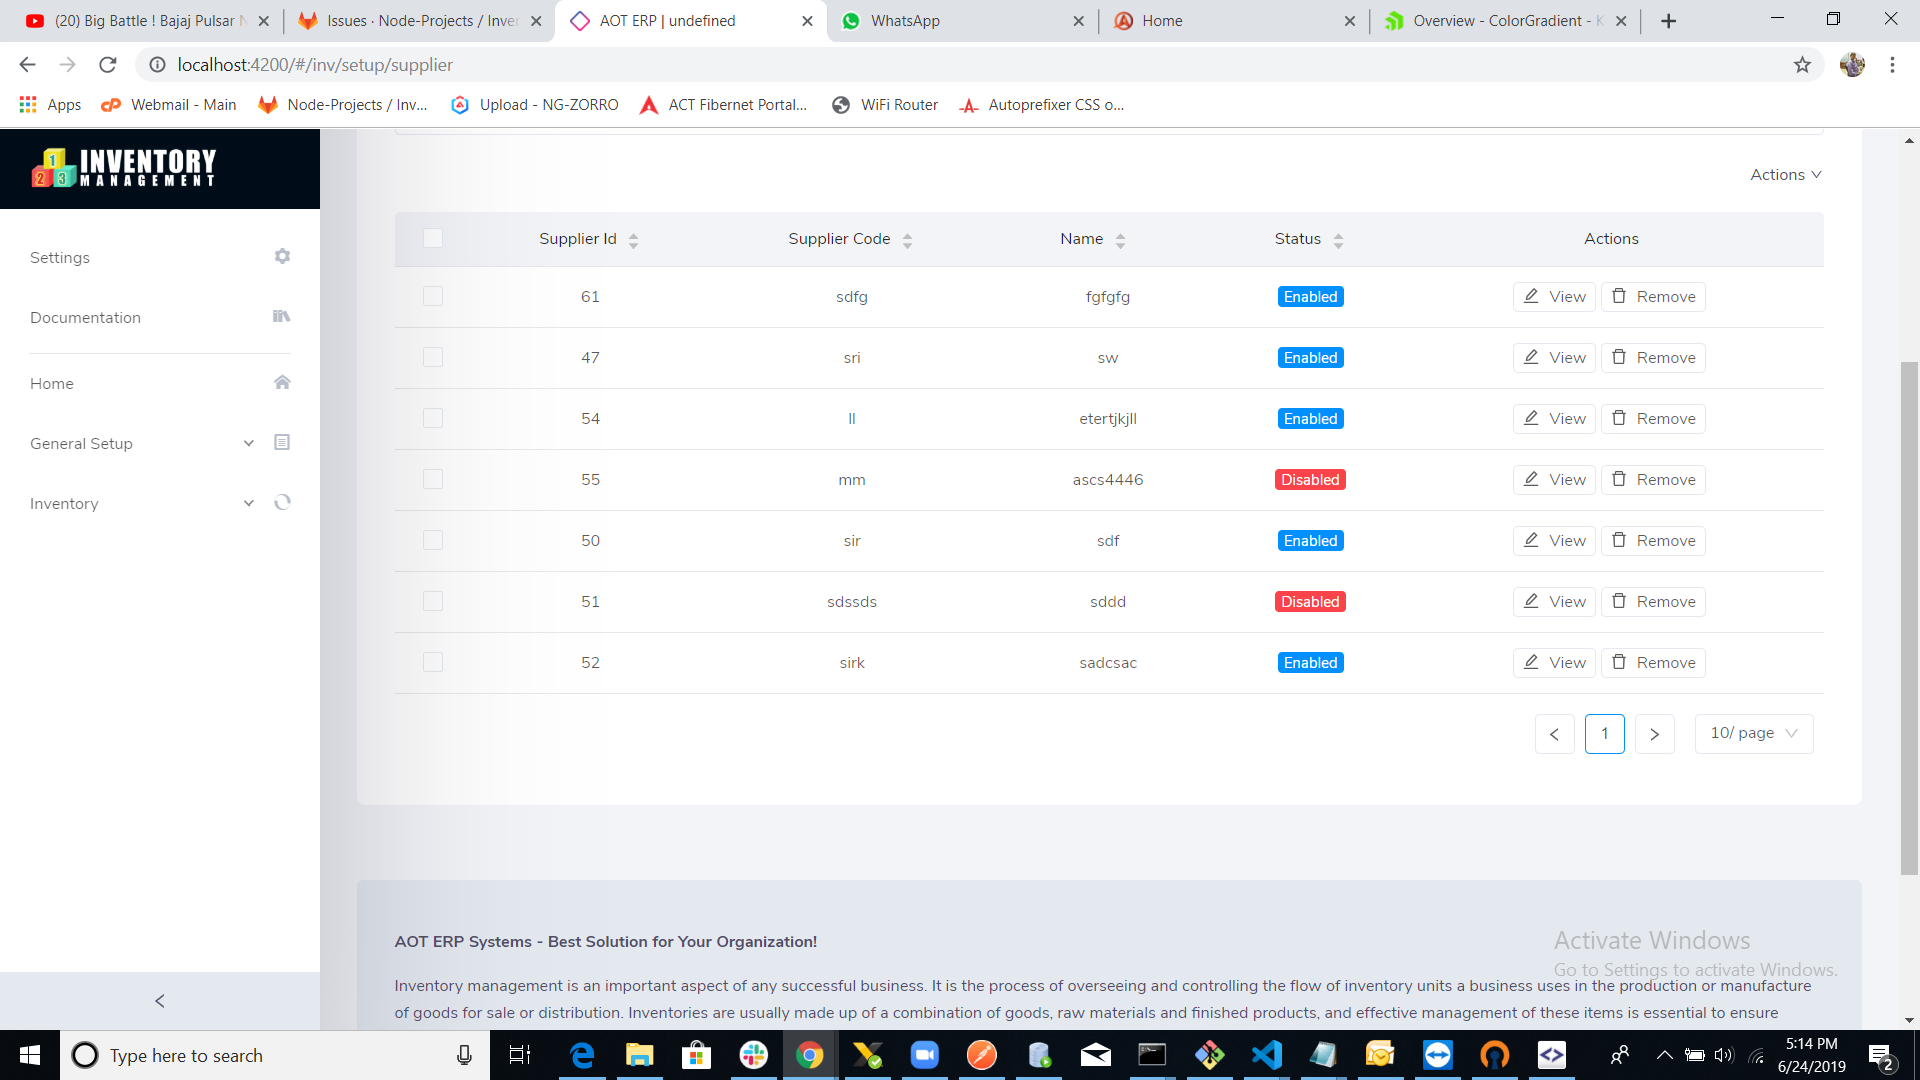 (20) Big Battle ! Bajaj Pulsar
Issues · Node-Projects / Inve
AOT ERP | undefined
WhatsApp
Home
Overview - ColorGradient -
localhost:4200/#/inv/setup/supplier
Apps
Webmail - Main
Node-Projects / Inv...
Upload - NG-ZORRO
ACT Fibernet Portal...
WiFi Router
Autoprefixer CSS o...
1 2 3 INVENTORY
MANAGEMENT
Settings
Documentation
Home
General Setup
Inventory
Actions
Supplier Id Supplier Code Name Status Actions
61 sdfg fgfgfg Enabled View Remove
47 sri sw Enabled View Remove
54 ll etertjkjll Enabled View Remove
55 mm ascs4446 Disabled View Remove
50 sir sdf Enabled View Remove
51 sdssds sddd Disabled View Remove
52 sirk sadcsac Enabled View Remove
< 1 > 10/ page
AOT ERP Systems - Best Solution for Your Organization!
Inventory management is an important aspect of any successful business. It is the process of overseeing and controlling the flow of inventory units a business uses in the production or manufacture
of goods for sale or distribution. Inventories are usually made up of a combination of goods, raw materials and finished products, and effective management of these items is essential to ensure
Activate Windows
Go to Settings to activate Windows.
Type here to search
5:14 PM
6/24/2019
2